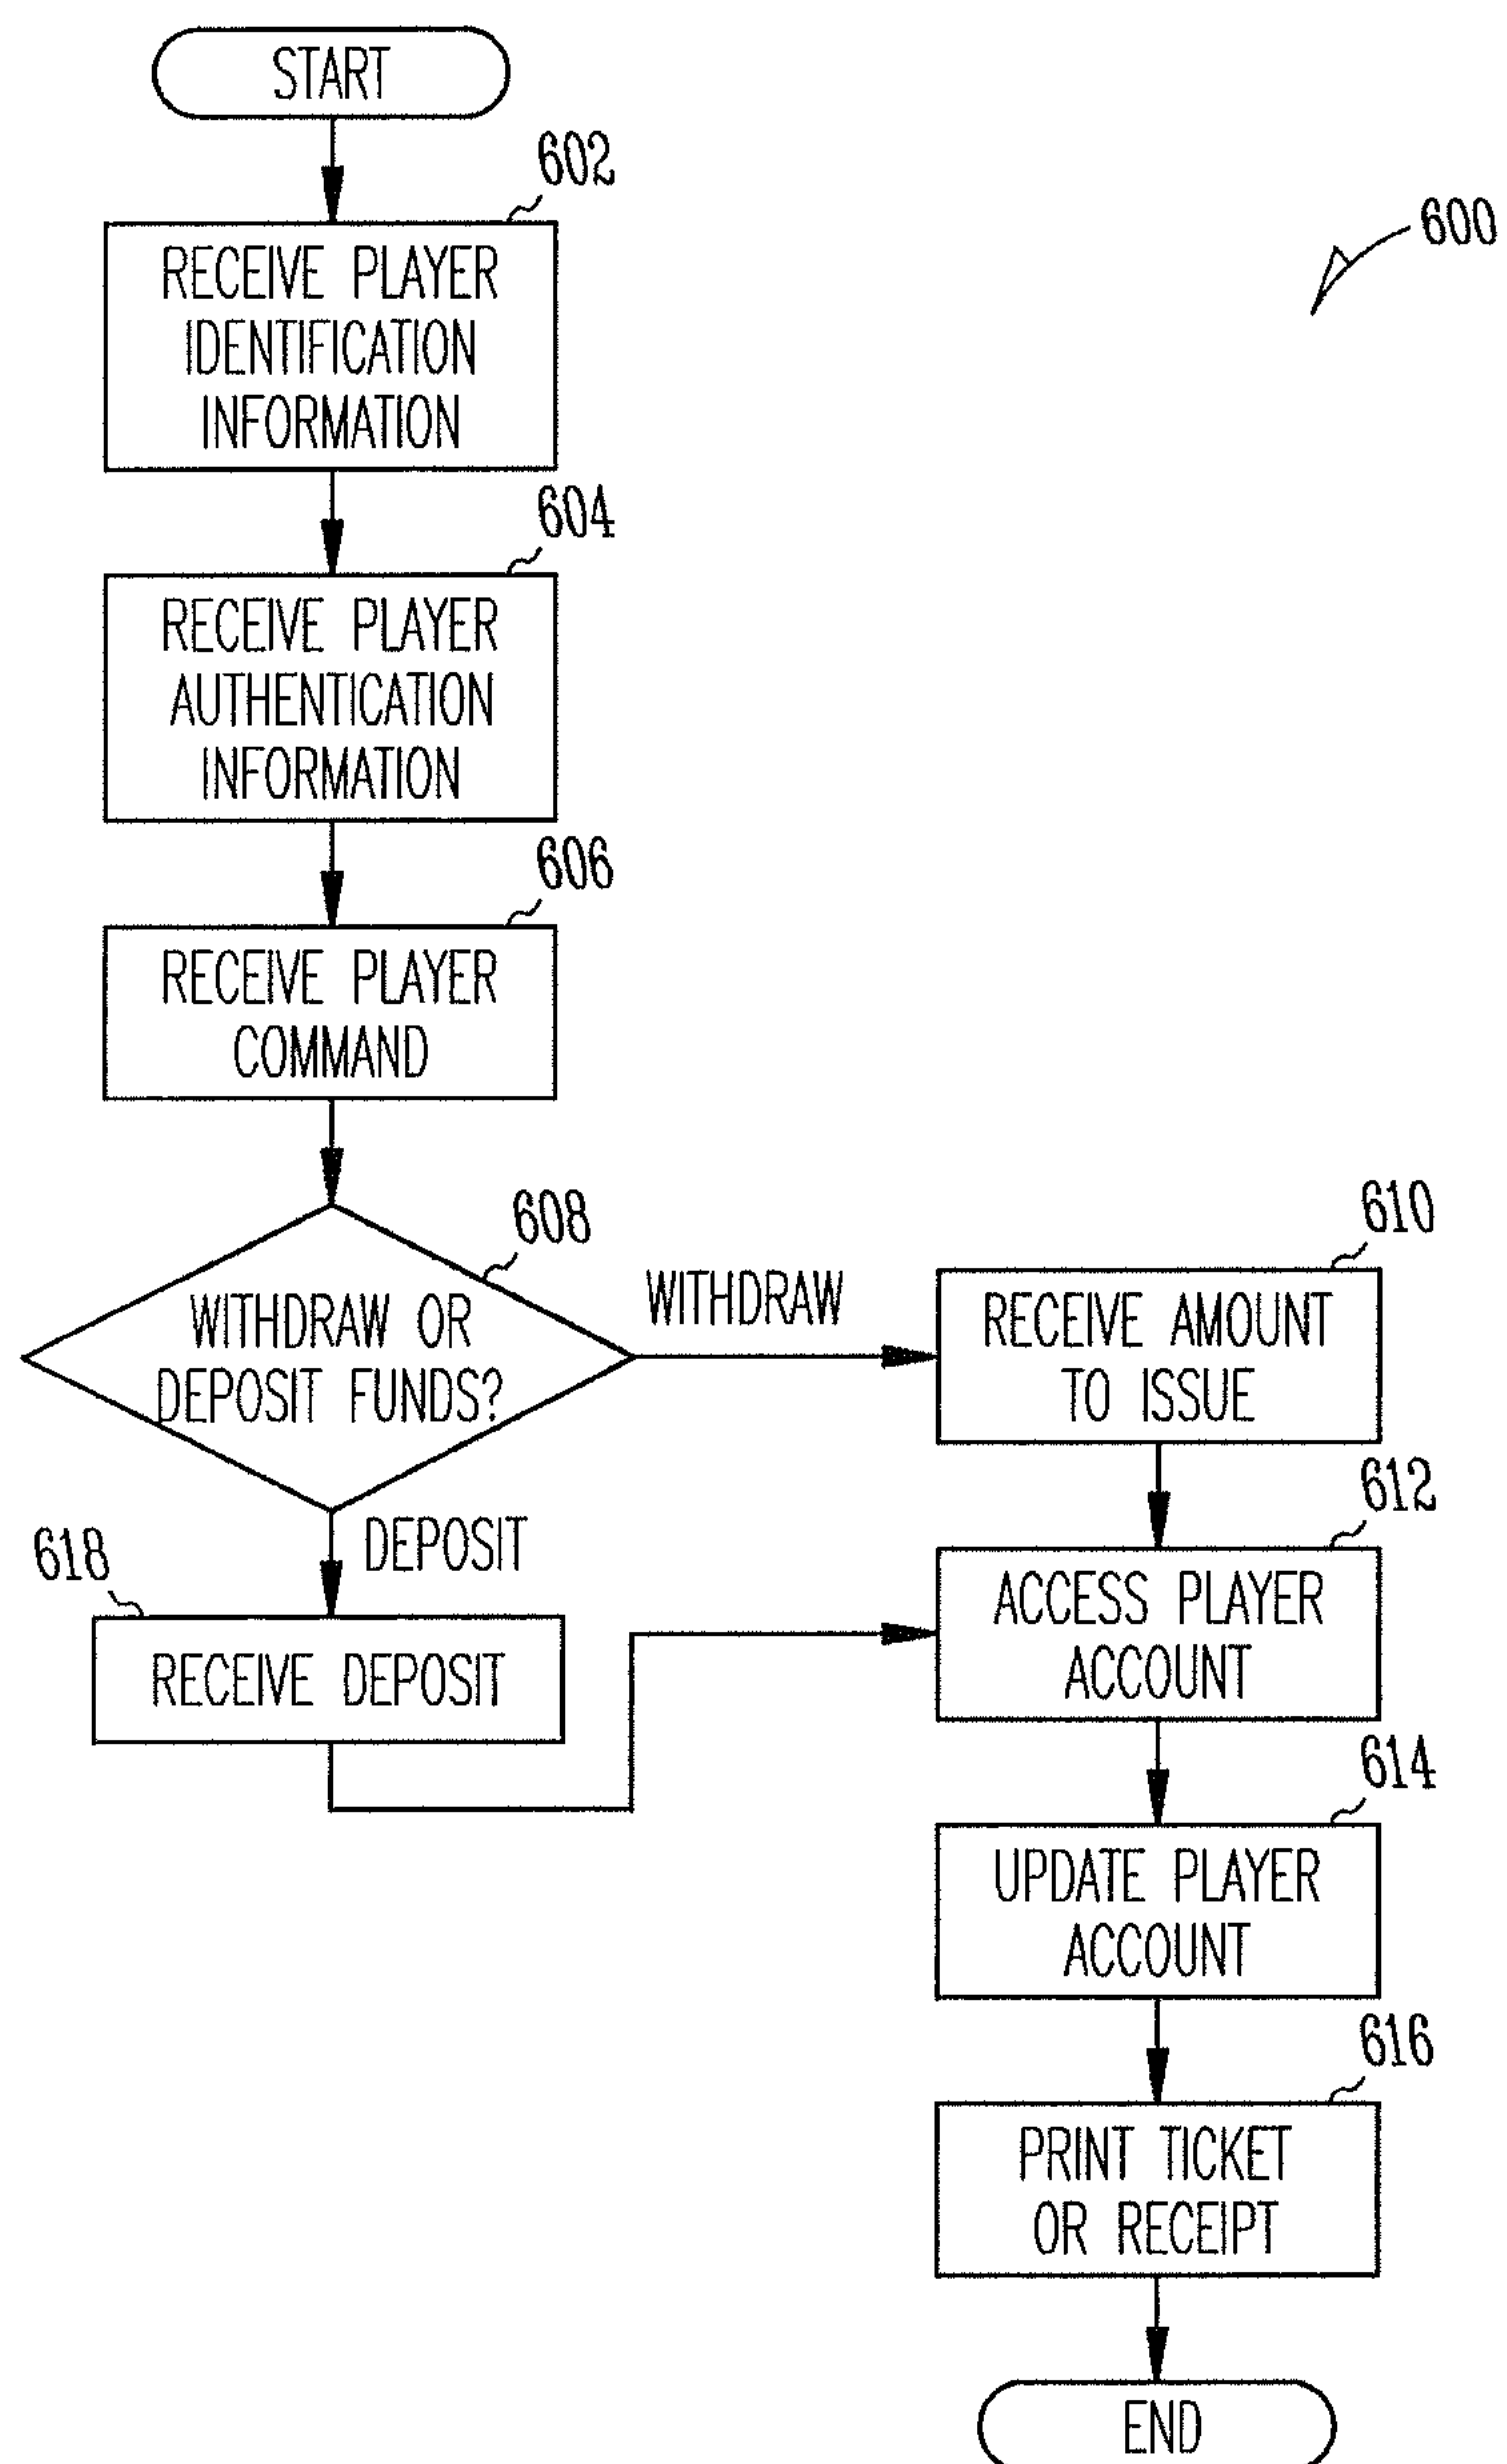 START
602
600
RECEIVE PLAYER
IDENTIFICATION
INFORMATION
604
RECEIVE PLAYER
AUTHENTICATION
INFORMATION
606
RECEIVE PLAYER
COMMAND
608
WITHDRAW OR
DEPOSIT FUNDS?
WITHDRAW
610
RECEIVE AMOUNT
TO ISSUE
DEPOSIT
618
RECEIVE DEPOSIT
612
ACCESS PLAYER
ACCOUNT
614
UPDATE PLAYER
ACCOUNT
616
PRINT TICKET
OR RECEIPT
END